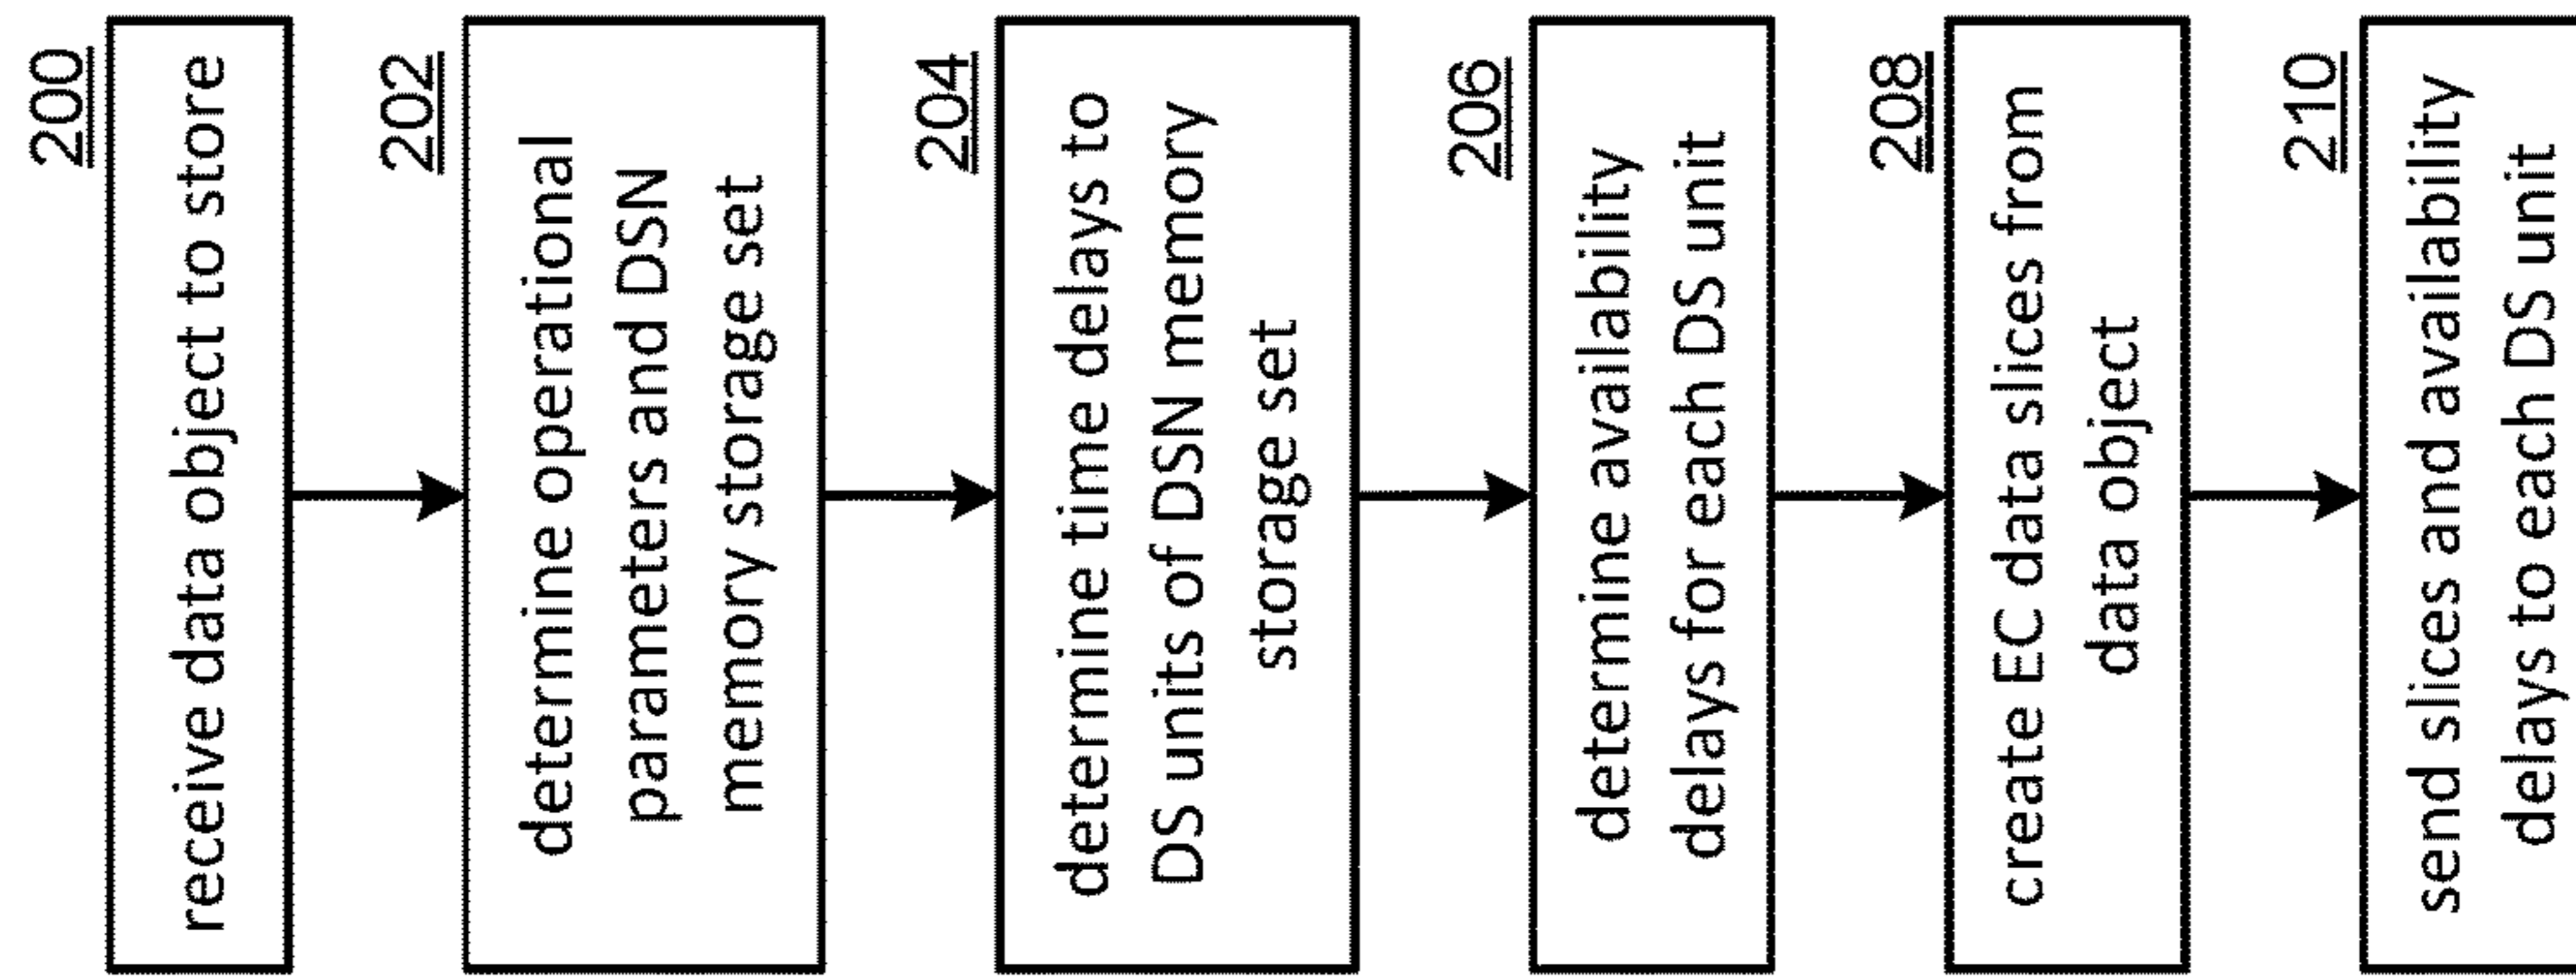 200
receive data object to store
202
determine operational
parameters and DSN
memory storage set
204
determine time delays to
DS units of DSN memory
storage set
206
determine availability
delays for each DS unit
208
create EC data slices from
data object
210
send slices and availability
delays to each DS unit